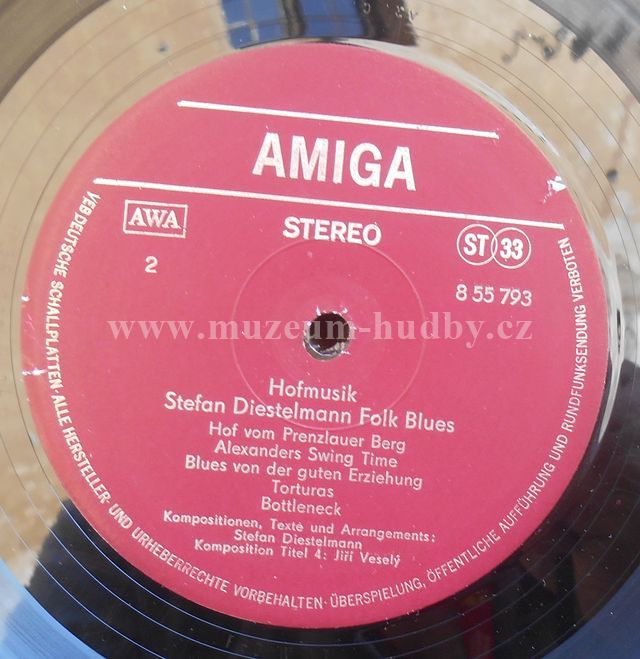 AMIGA
AWA
STEREO
ST 33
2
8 55 793
www.muzeum-hudby.cz
Hofmusik
Stefan Diestelmann Folk Blues
Hof vom Prenzlauer Berg
Alexanders Swing Time
Blues von der guten Erziehung
Torturas
Bottleneck
Kompositionen, Texte und Arrangements:
Stefan Diestelmann
Komposition Titel 4: Jiří Veselý
VEB DEUTSCHE SCHALLPLATTEN · ALLE HERSTELLER- UND URHEBERRECHTE VORBEHALTEN · ÜBERSPIELUNG, ÖFFENTLICHE AUFFÜHRUNG UND RUNDFUNKSENDUNG VERBOTEN